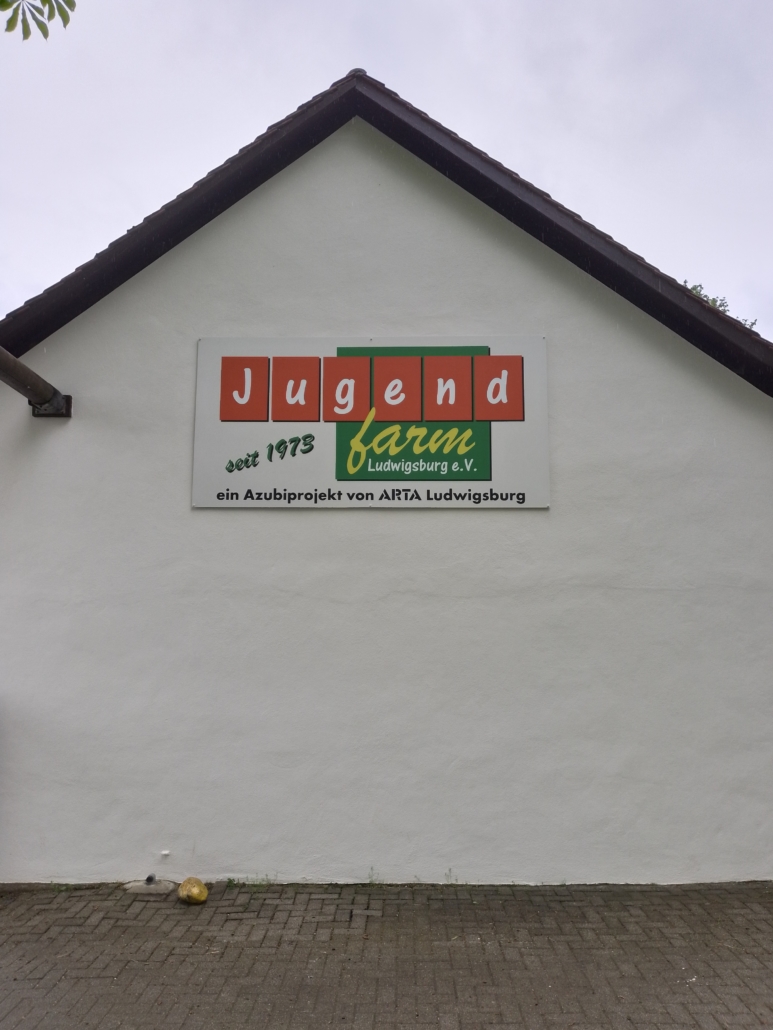 Jugend
farm
seit 1973
Ludwigsburg e.V.
ein Azubiprojekt von ARTA Ludwigsburg